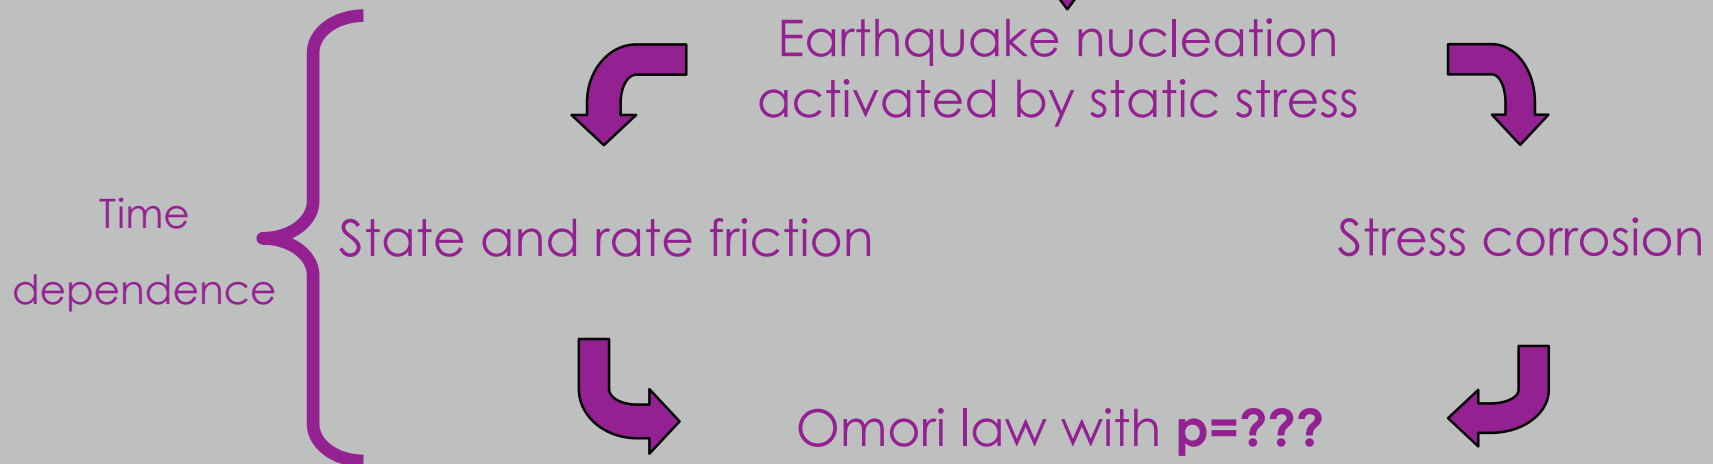 Earthquake nucleation
activated by static stress
Time
dependence
State and rate friction
Stress corrosion
Omori law with p=???